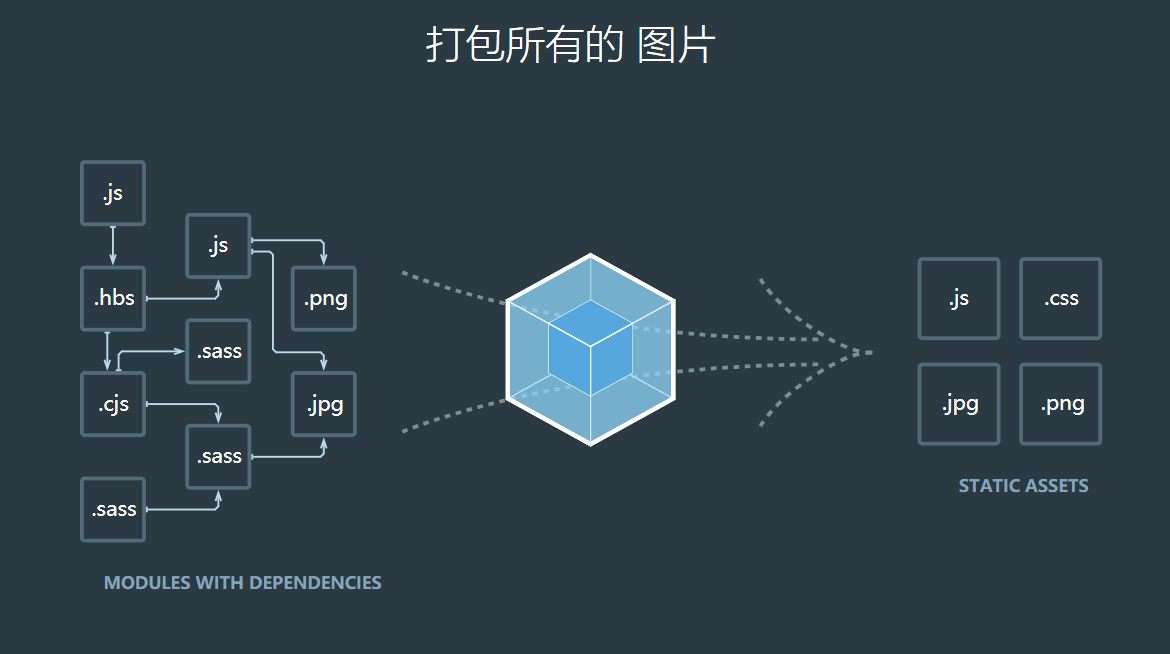 打包所有的 图片
.js
.js
.hbs
.png
.sass
.cjs
.jpg
.sass
.sass
MODULES WITH DEPENDENCIES
.js
.css
.jpg
.png
STATIC ASSETS